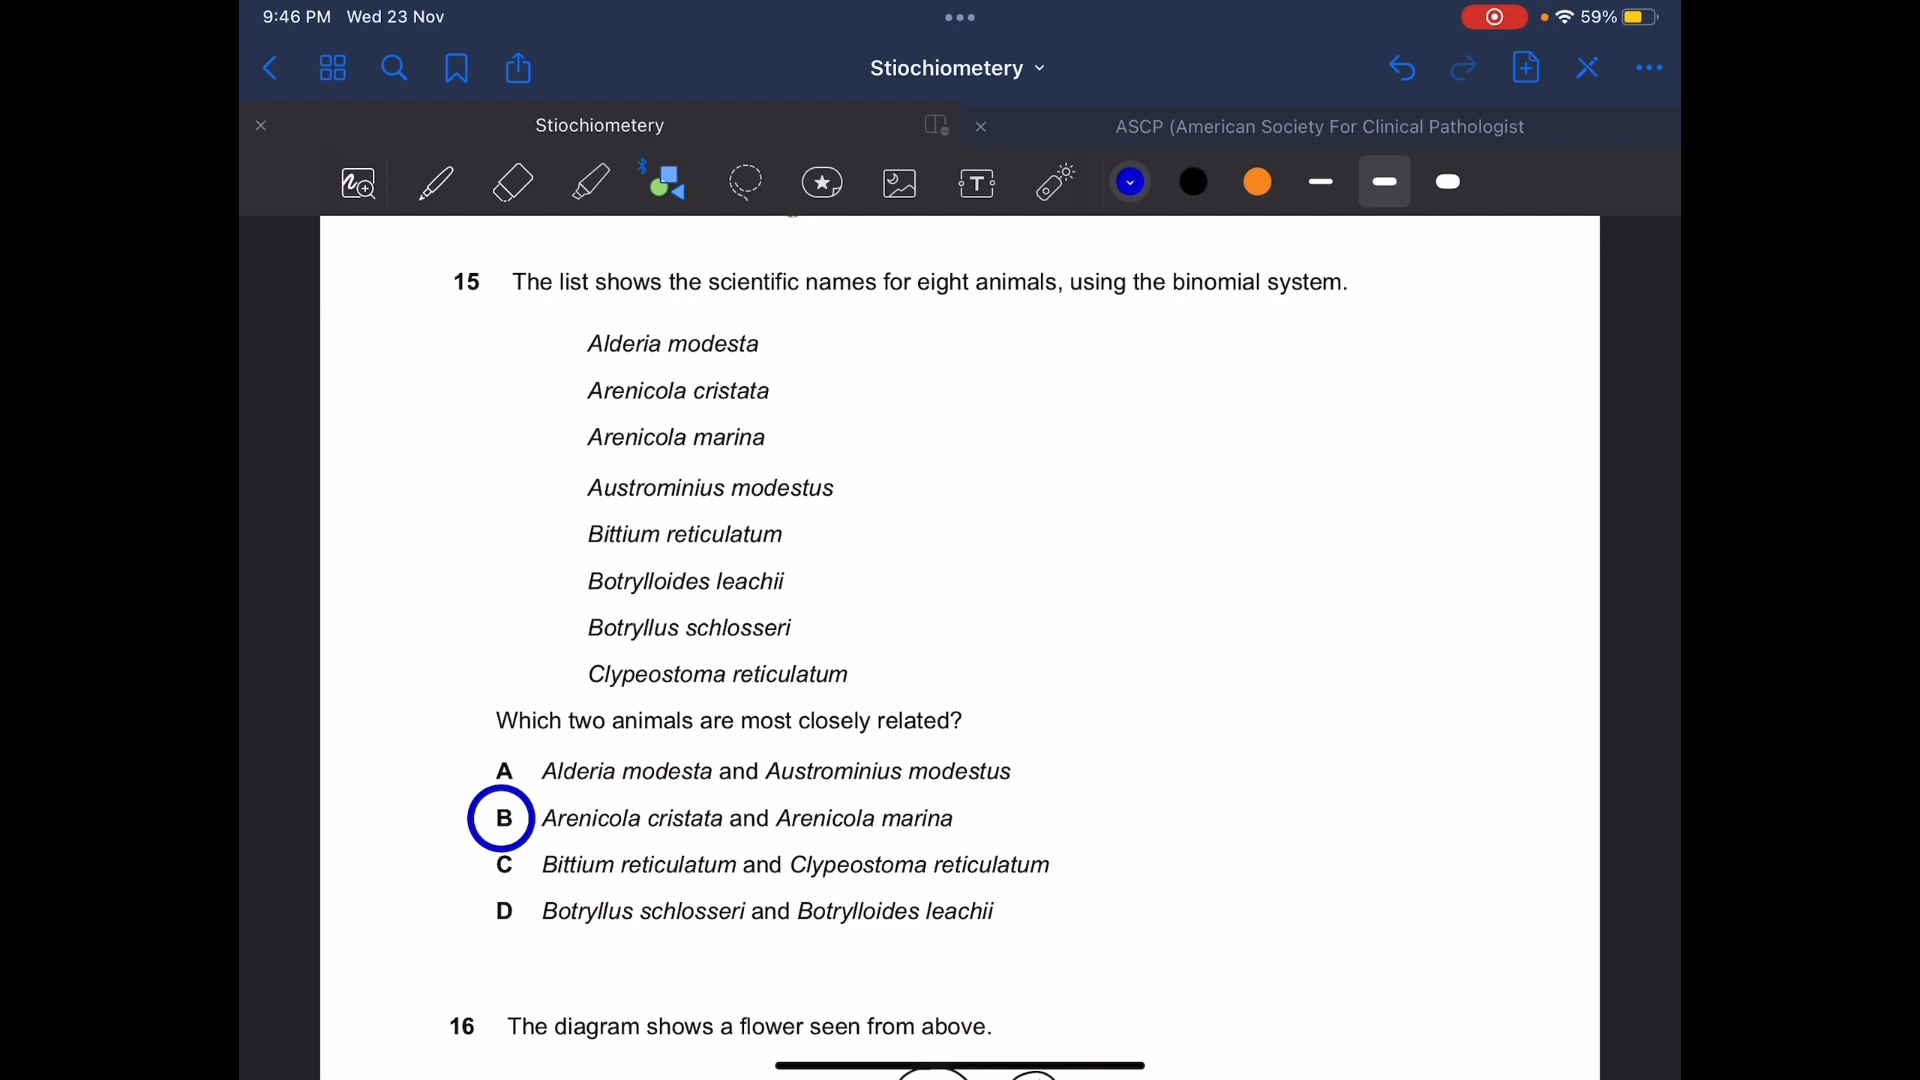 9:46 PM Wed 23 Nov
59%
Stiochiometery
Stiochiometery
ASCP (American Society For Clinical Pathologist
T
15 The list shows the scientific names for eight animals, using the binomial system.
Alderia modesta
Arenicola cristata
Arenicola marina
Austrominius modestus
Bittium reticulatum
Botrylloides leachii
Botryllus schlosseri
Clypeostoma reticulatum
Which two animals are most closely related?
A Alderia modesta and Austrominius modestus
B Arenicola cristata and Arenicola marina
C Bittium reticulatum and Clypeostoma reticulatum
D Botryllus schlosseri and Botrylloides leachii
16 The diagram shows a flower seen from above.